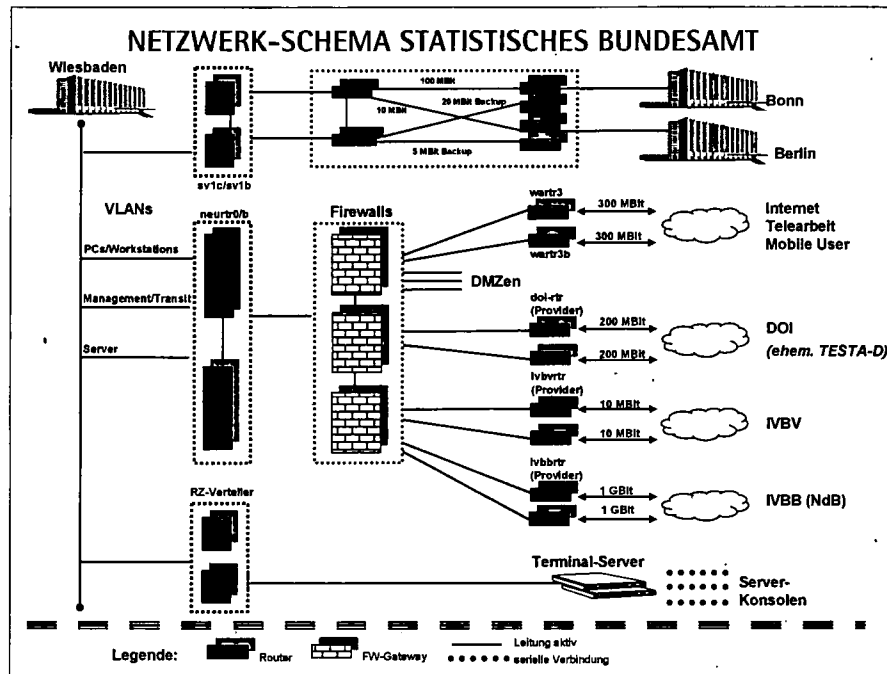 NETZWERK-SCHEMA STATISTISCHES BUNDESAMT
Wiesbaden
100 MBit
20 MBit Backup
10 MBit
5 MBit Backup
Bonn
Berlin
sv1c/sv1b
VLANs
neurtr0/b
Firewalls
wartr3
300 MBit
300 MBit
wartr3b
Internet
Telearbeit
Mobile User
PCs/Workstations
DMZen
Management/Transit
doi-rtr
(Provider)
200 MBit
200 MBit
DOI
(ehem. TESTA-D)
Server
ivbvrtr
(Provider)
10 MBit
10 MBit
IVBV
ivbbrtr
(Provider)
1 GBit
1 GBit
IVBB (NdB)
RZ-Verteiler
Terminal-Server
Server-
Konsolen
Legende:
Router
FW-Gateway
Leitung aktiv
serielle Verbindung